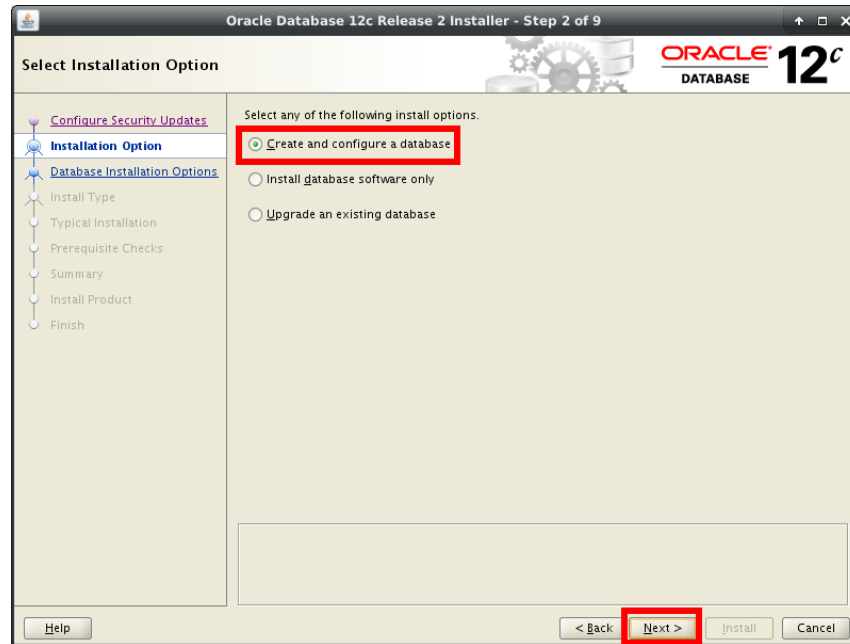 Oracle Database 12c Release 2 Installer - Step 2 of 9
Select Installation Option
ORACLE
DATABASE
12c
Configure Security Updates
Installation Option
Database Installation Options
Install Type
Typical Installation
Prerequisite Checks
Summary
Install Product
Finish
Select any of the following install options.
Create and configure a database
Install database software only
Upgrade an existing database
Help
< Back
Next >
Install
Cancel